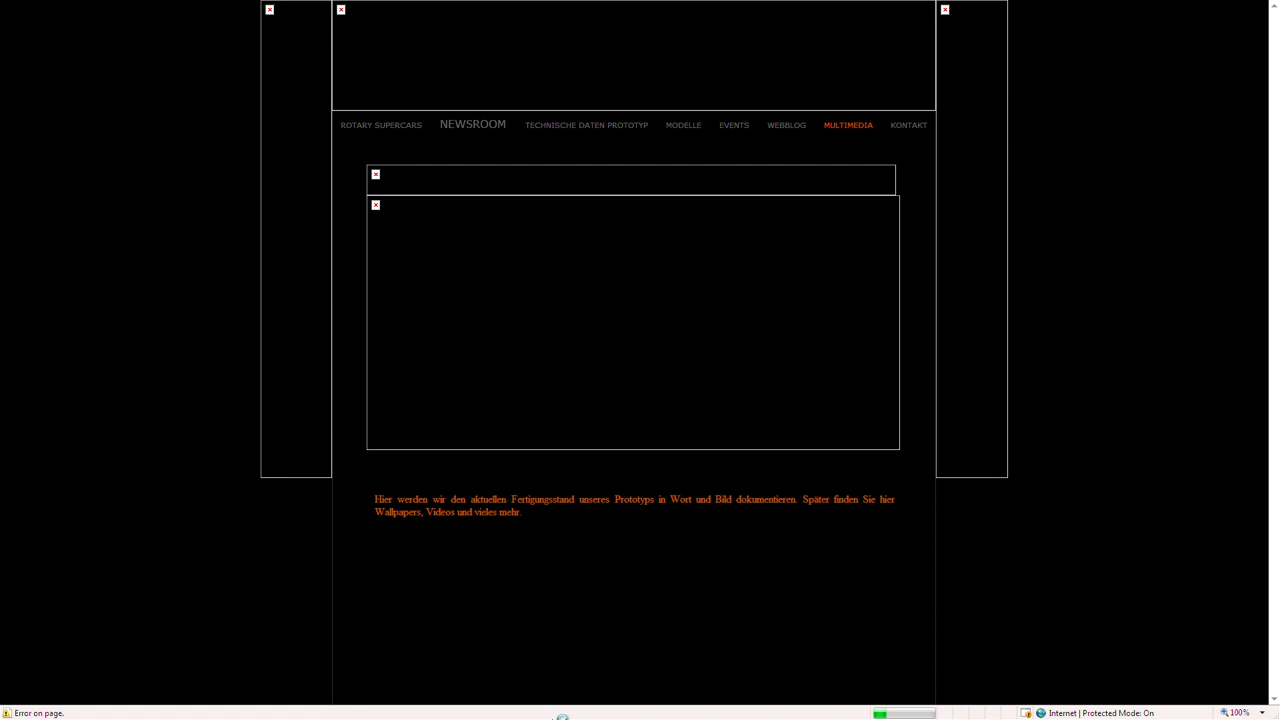 ROTARY SUPERCARS NEWSROOM TECHNISCHE DATEN PROTOTYP MODELLE EVENTS WEBBLOG MULTIMEDIA KONTAKT
Hier werden wir den aktuellen Fertigungsstand unseres Prototyps in Wort und Bild dokumentieren. Später finden Sie hier
Wallpapers, Videos und vieles mehr.
Error on page. Internet | Protected Mode: On 100%